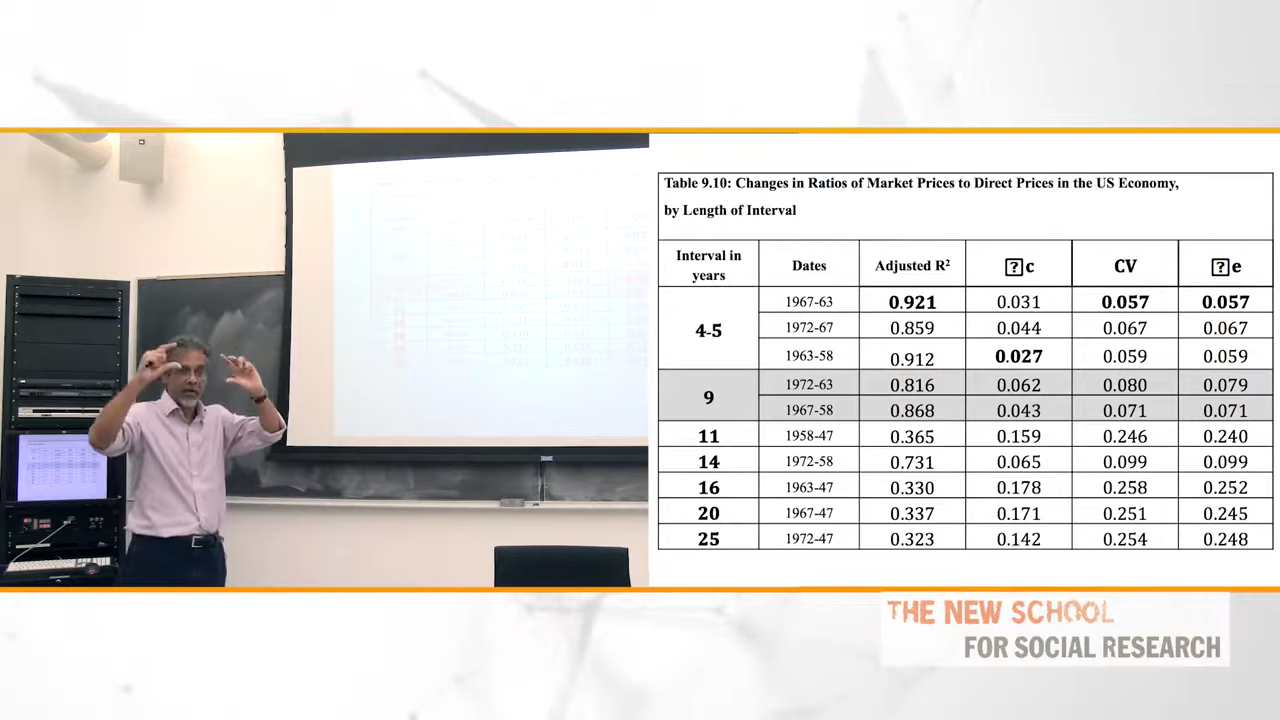 Table 9.10: Changes in Ratios of Market Prices to Direct Prices in the US Economy,
by Length of Interval
Interval in years Dates Adjusted R² ⍰c CV ⍰e
4-5 1967-63 0.921 0.031 0.057 0.057
1972-67 0.859 0.044 0.067 0.067
1963-58 0.912 0.027 0.059 0.059
9 1972-63 0.816 0.062 0.080 0.079
1967-58 0.868 0.043 0.071 0.071
11 1958-47 0.365 0.159 0.246 0.240
14 1972-58 0.731 0.065 0.099 0.099
16 1963-47 0.330 0.178 0.258 0.252
20 1967-47 0.337 0.171 0.251 0.245
25 1972-47 0.323 0.142 0.254 0.248
THE NEW SCHOOL
FOR SOCIAL RESEARCH